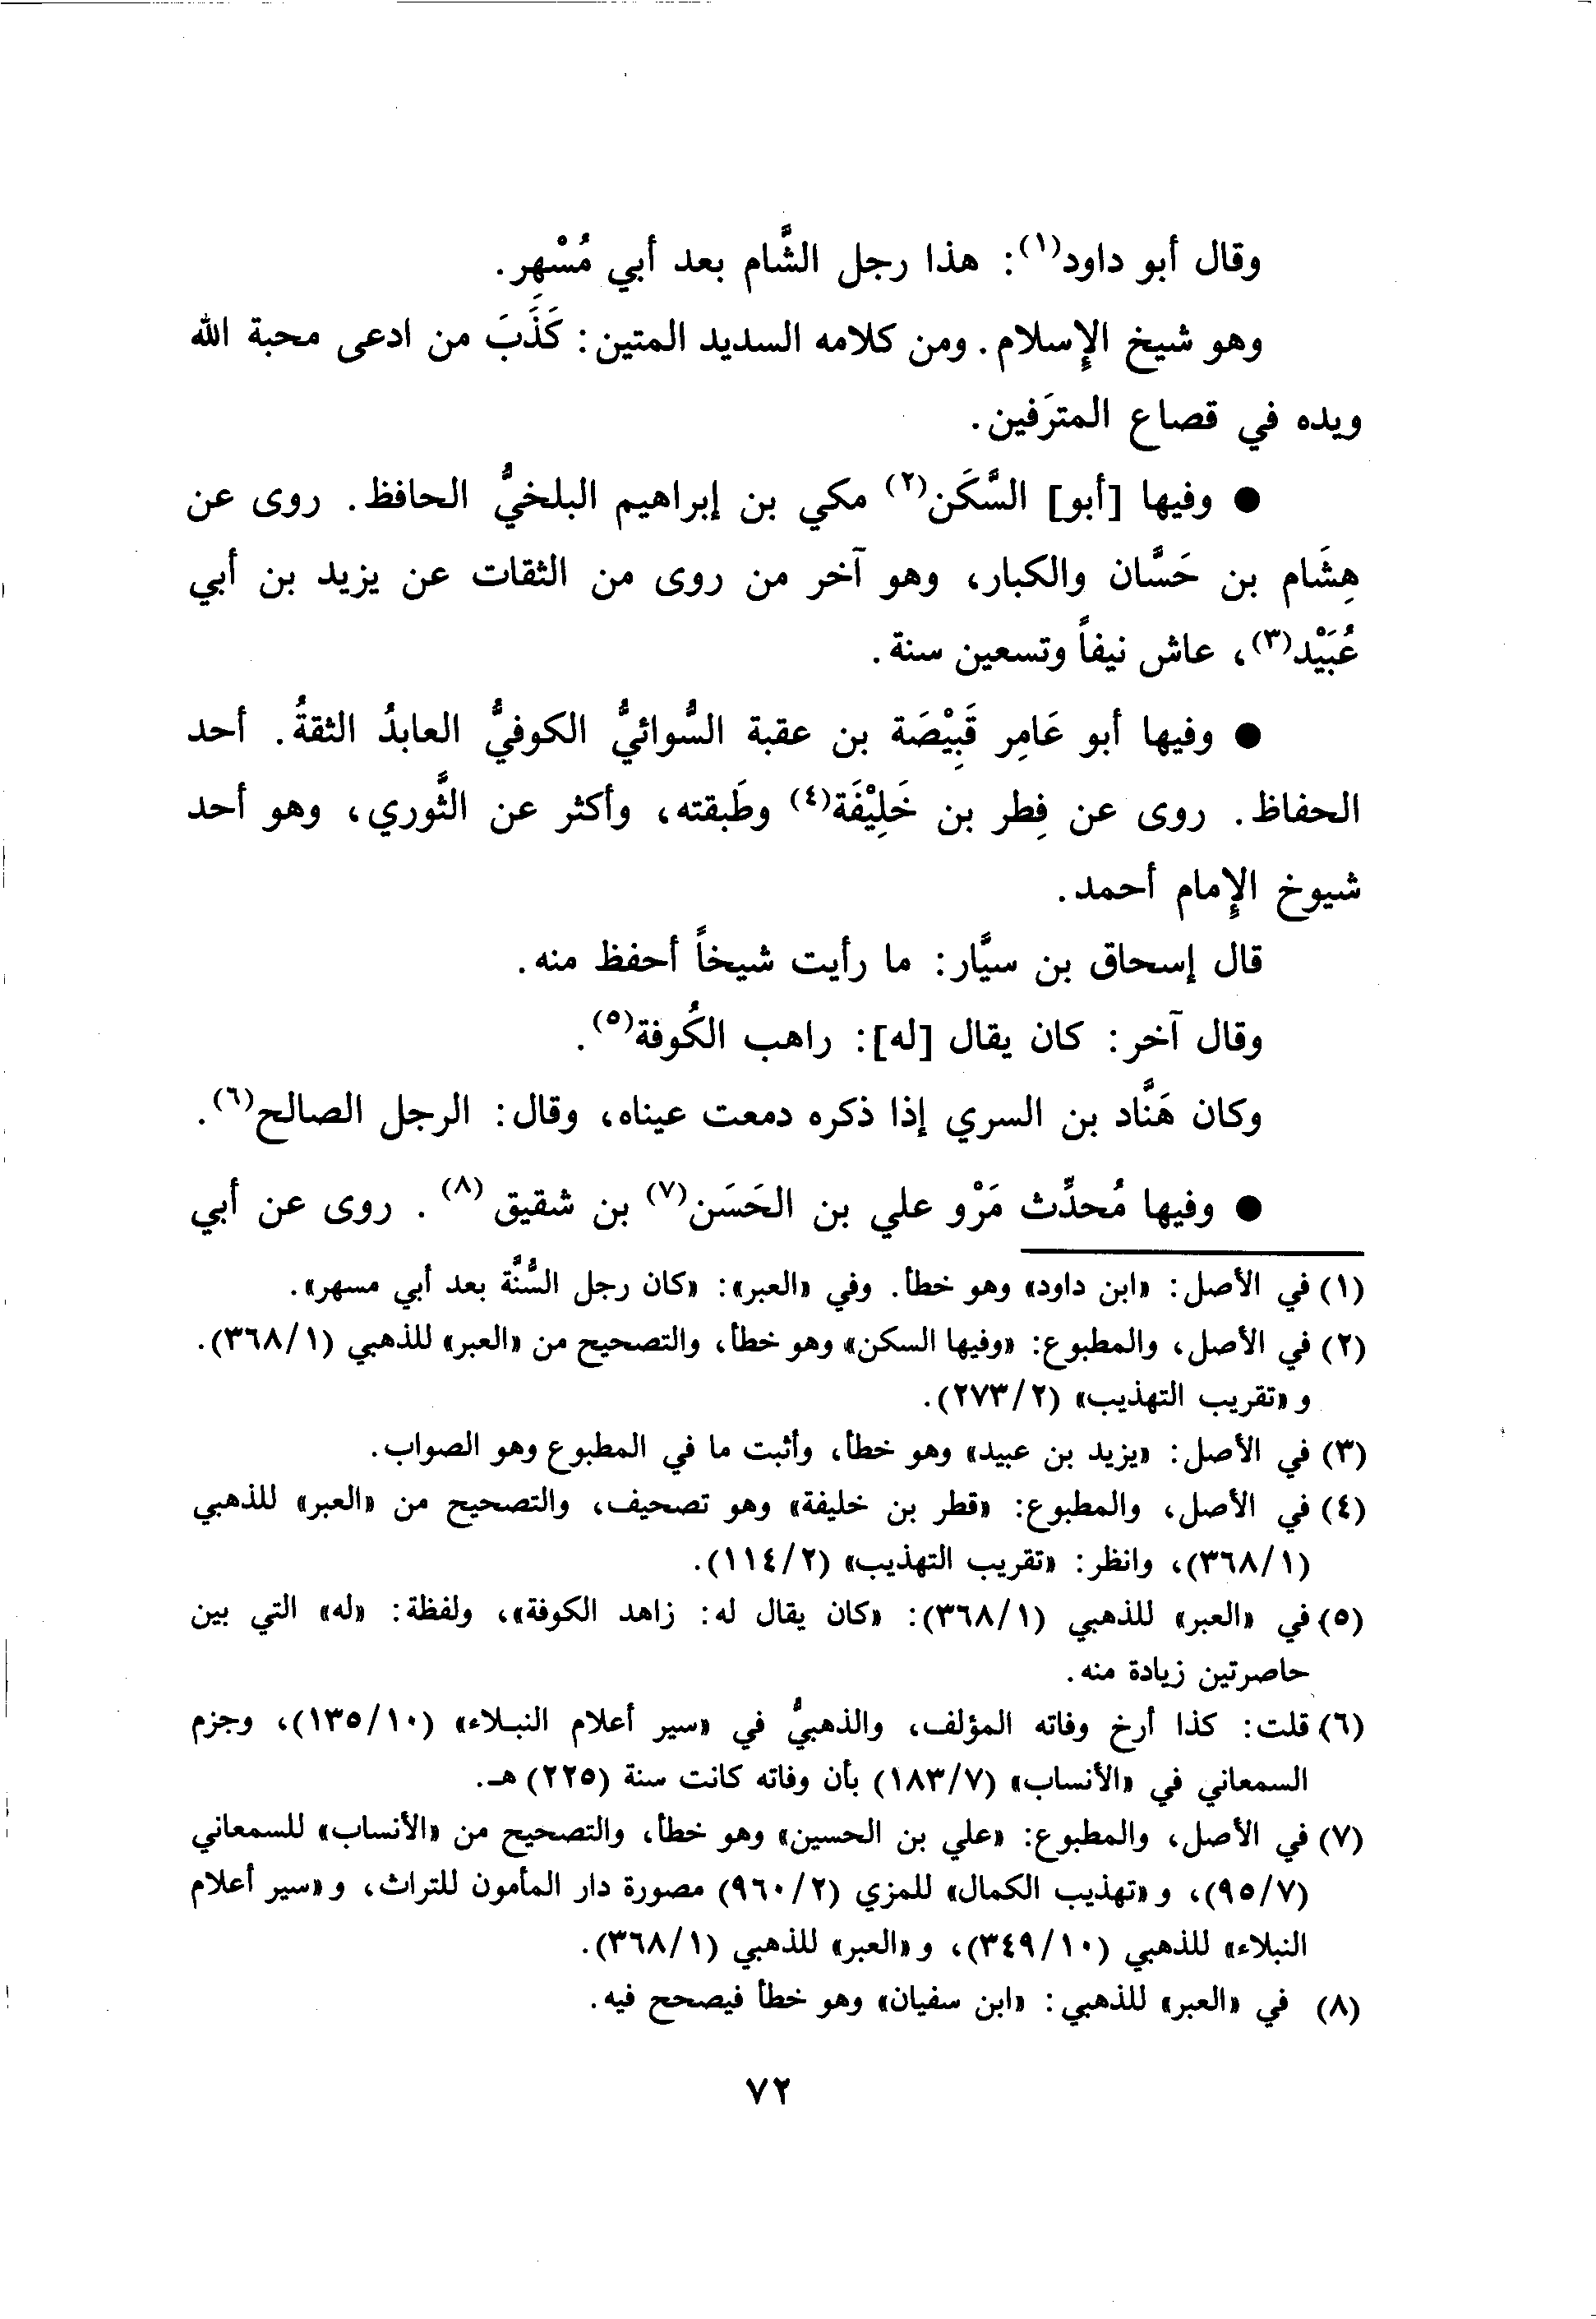 وقال أبو داود(١): هذا رجل الشَّام بعد أبي مُسْهِر.
وهو شيخ الإِسلام. ومن كلامه السديد المتين: كَذَبَ من ادعى محبة الله
ويده في قصاع المترَفين.
● وفيها [أبو] السَّكَن(٢) مكي بن إبراهيم البلخيُّ الحافظ. روى عن
هِشَام بن حَسَّان والكبار، وهو آخر من روى من الثقات عن يزيد بن أبي
عُبَيْد(٣)، عاش نيفاً وتسعين سنة.
● وفيها أبو عَامِر قَبِيْصَة بن عقبة السُّوائيُّ الكوفيُّ العابدُ الثقةُ. أحد
الحفاظ. روى عن فِطر بن خَلِيْفَة(٤) وطَبقته، وأكثر عن الثَّوري، وهو أحد
شيوخ الإِمام أحمد.
قال إسحاق بن سيَّار: ما رأيت شيخاً أحفظ منه.
وقال آخر: كان يقال [له]: راهب الكُوفة(٥).
وكان هَنَّاد بن السري إذا ذكره دمعت عيناه، وقال: الرجل الصالح(٦).
● وفيها مُحدِّث مَرْو علي بن الحَسَن(٧) بن شقيق(٨). روى عن أبي
(١) في الأصل: «ابن داود» وهو خطأ. وفي «العبر»: «كان رجل السُّنَّة بعد أبي مسهر».
(٢) في الأصل، والمطبوع: «وفيها السكن» وهو خطأ، والتصحيح من «العبر» للذهبي (٣٦٨/١).
و«تقريب التهذيب» (٢٧٣/٢).
(٣) في الأصل: «يزيد بن عبيد» وهو خطأ، وأثبت ما في المطبوع وهو الصواب.
(٤) في الأصل، والمطبوع: «قطر بن خليفة» وهو تصحيف، والتصحيح من «العبر» للذهبي
(٣٦٨/١)، وانظر: «تقريب التهذيب» (١١٤/٢).
(٥) في «العبر» للذهبي (٣٦٨/١): «كان يقال له: زاهد الكوفة»، ولفظة: «له» التي بين
حاصرتين زيادة منه.
(٦) قلت: كذا أرخ وفاته المؤلف، والذهبيُّ في «سير أعلام النبلاء» (١٣٥/١٠)، وجزم
السمعاني في «الأنساب» (١٨٣/٧) بأن وفاته كانت سنة (٢٢٥) هـ.
(٧) في الأصل، والمطبوع: «علي بن الحسين» وهو خطأ، والتصحيح من «الأنساب» للسمعاني
(٩٥/٧)، و«تهذيب الكمال» للمزي (٩٦٠/٢) مصورة دار المأمون للتراث، و«سير أعلام
النبلاء» للذهبي (٣٤٩/١٠)، و«العبر» للذهبي (٣٦٨/١).
(٨) في «العبر» للذهبي: «ابن سفيان» وهو خطأ فيصحح فيه.
٧٢